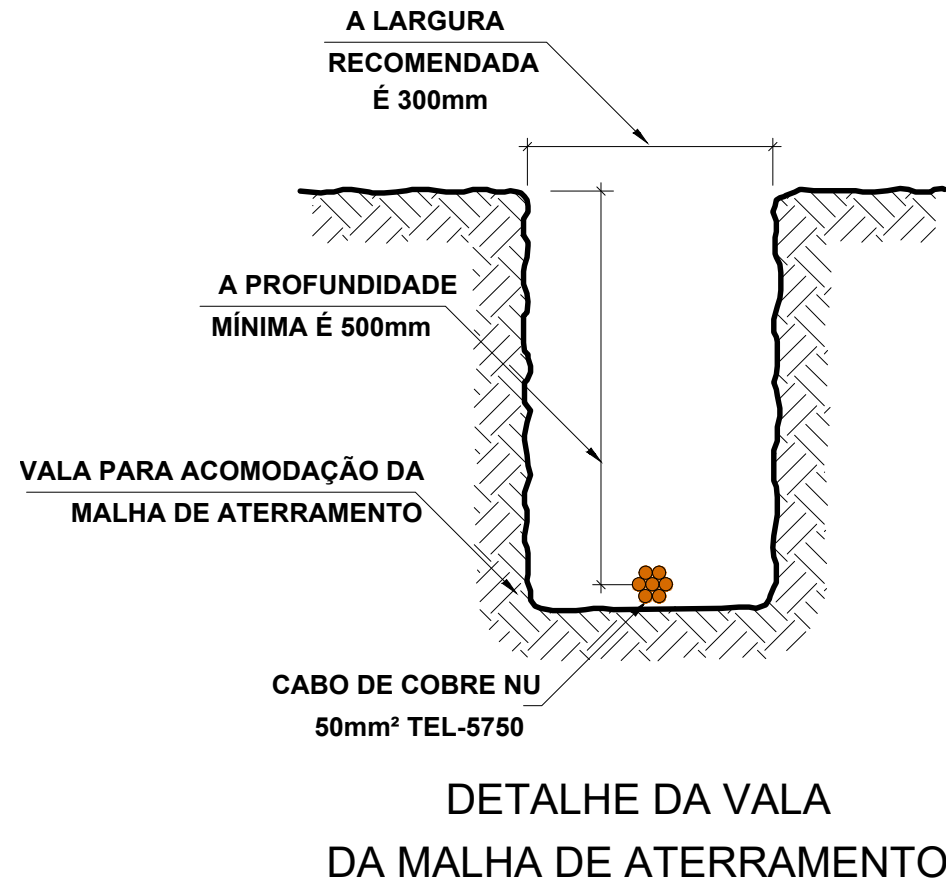 A LARGURA
RECOMENDADA
É 300mm
A PROFUNDIDADE
MÍNIMA É 500mm
VALA PARA ACOMODAÇÃO DA
MALHA DE ATERRAMENTO
CABO DE COBRE NU
50mm² TEL-5750
DETALHE DA VALA
DA MALHA DE ATERRAMENTO